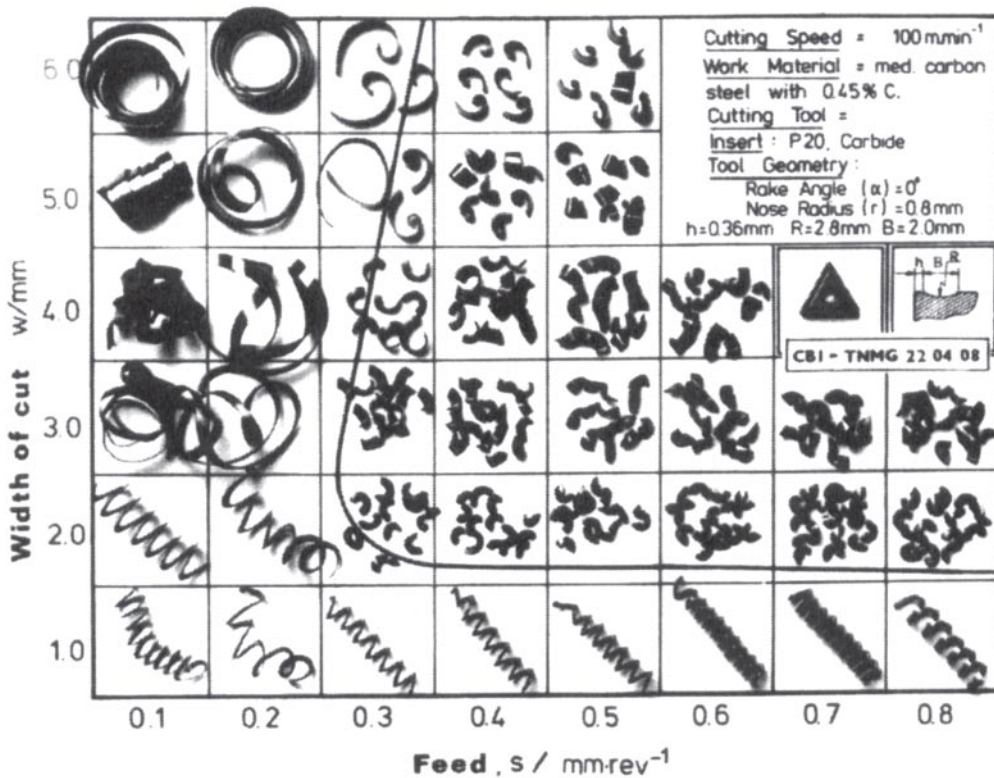 Cutting Speed = 100 m.min⁻¹
Work Material = med. carbon
steel with 0.45% C.
Cutting Tool =
Insert : P20, Carbide
Tool Geometry :
Rake Angle (α) = 0°
Nose Radius (r) = 0.8mm
h=0.36mm R=2.8mm B=2.0mm
h B R
r
CBI - TNMG 22 04 08
Width of cut w/mm
6.0
5.0
4.0
3.0
2.0
1.0
0.1 0.2 0.3 0.4 0.5 0.6 0.7 0.8
Feed, s / mm·rev⁻¹